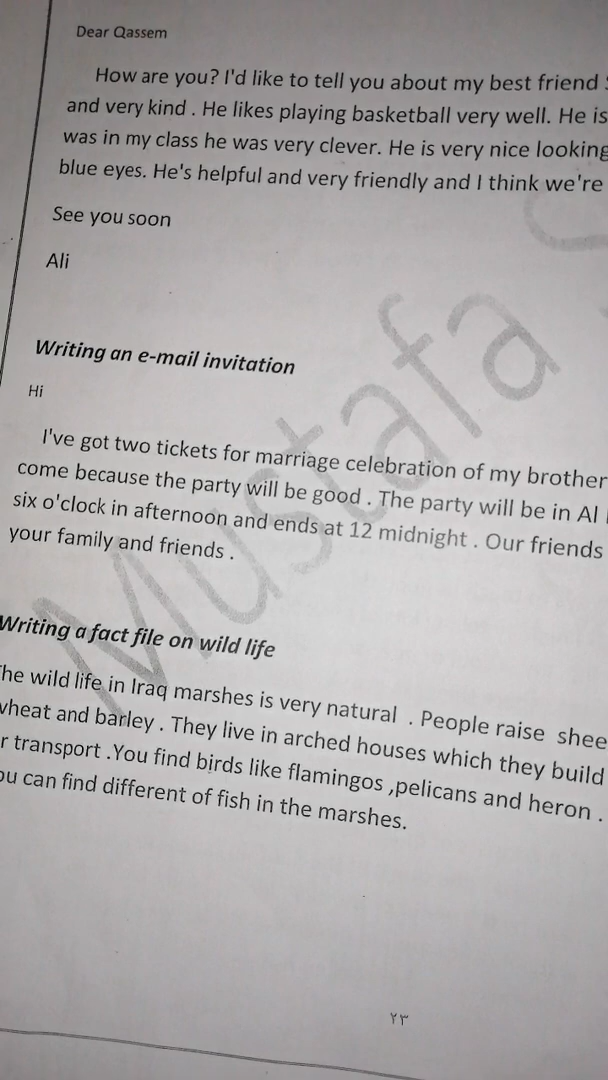 Dear Qassem
How are you? I'd like to tell you about my best friend
and very kind . He likes playing basketball very well. He is
was in my class he was very clever. He is very nice looking
blue eyes. He's helpful and very friendly and I think we're
See you soon
Ali
Writing an e-mail invitation
Hi
I've got two tickets for marriage celebration of my brother
come because the party will be good . The party will be in Al
six o'clock in afternoon and ends at 12 midnight . Our friends
your family and friends .
Writing a fact file on wild life
The wild life in Iraq marshes is very natural . People raise
wheat and barley . They live in arched houses which they build
transport .You find birds like flamingos ,pelicans and heron .
can find different of fish in the marshes.
Mustafa
٢٣